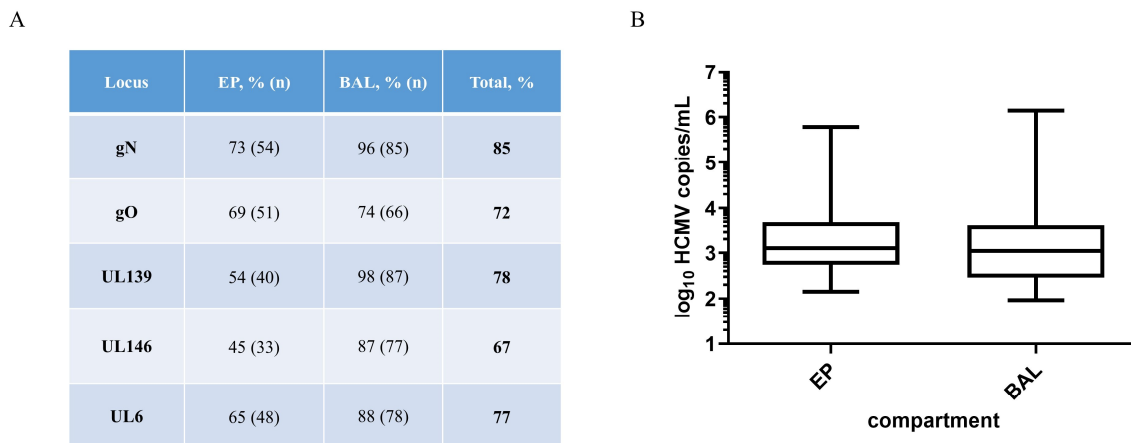 A
Locus EP, % (n) BAL, % (n) Total, %
gN 73 (54) 96 (85) 85
gO 69 (51) 74 (66) 72
UL139 54 (40) 98 (87) 78
UL146 45 (33) 87 (77) 67
UL6 65 (48) 88 (78) 77
B
log10 HCMV copies/mL
7
6
5
4
3
2
1
EP
BAL
compartment